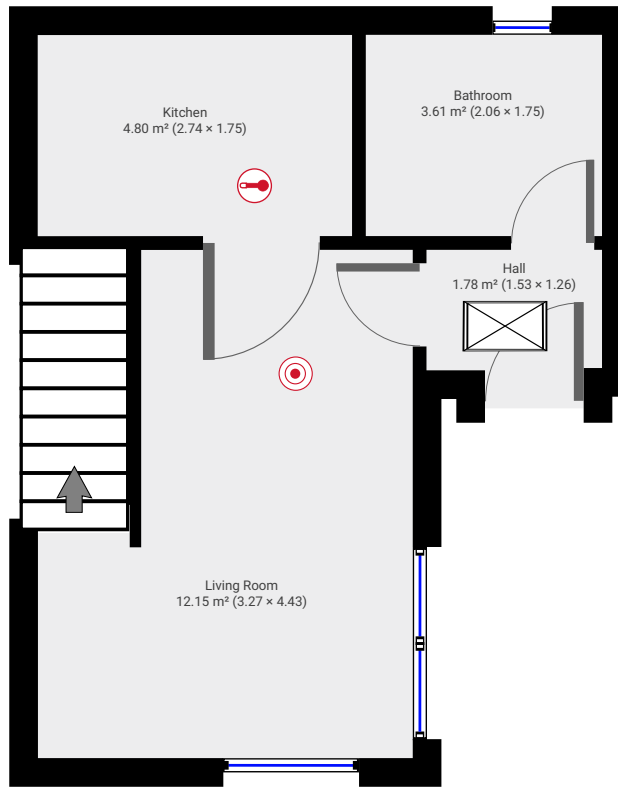 Kitchen
4.80 m² (2.74 × 1.75)
Bathroom
3.61 m² (2.06 × 1.75)
Hall
1.78 m² (1.53 × 1.26)
Living Room
12.15 m² (3.27 × 4.43)